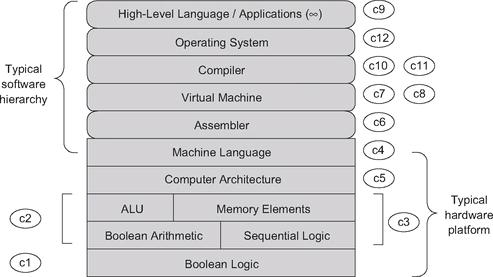 High-Level Language / Applications (∞)
c9
Operating System
c12
Compiler
c10
c11
Typical
software
hierarchy
Virtual Machine
c7
c8
Assembler
c6
Machine Language
c4
Computer Architecture
c5
ALU
Memory Elements
c2
c3
Typical
hardware
platform
Boolean Arithmetic
Sequential Logic
c1
Boolean Logic